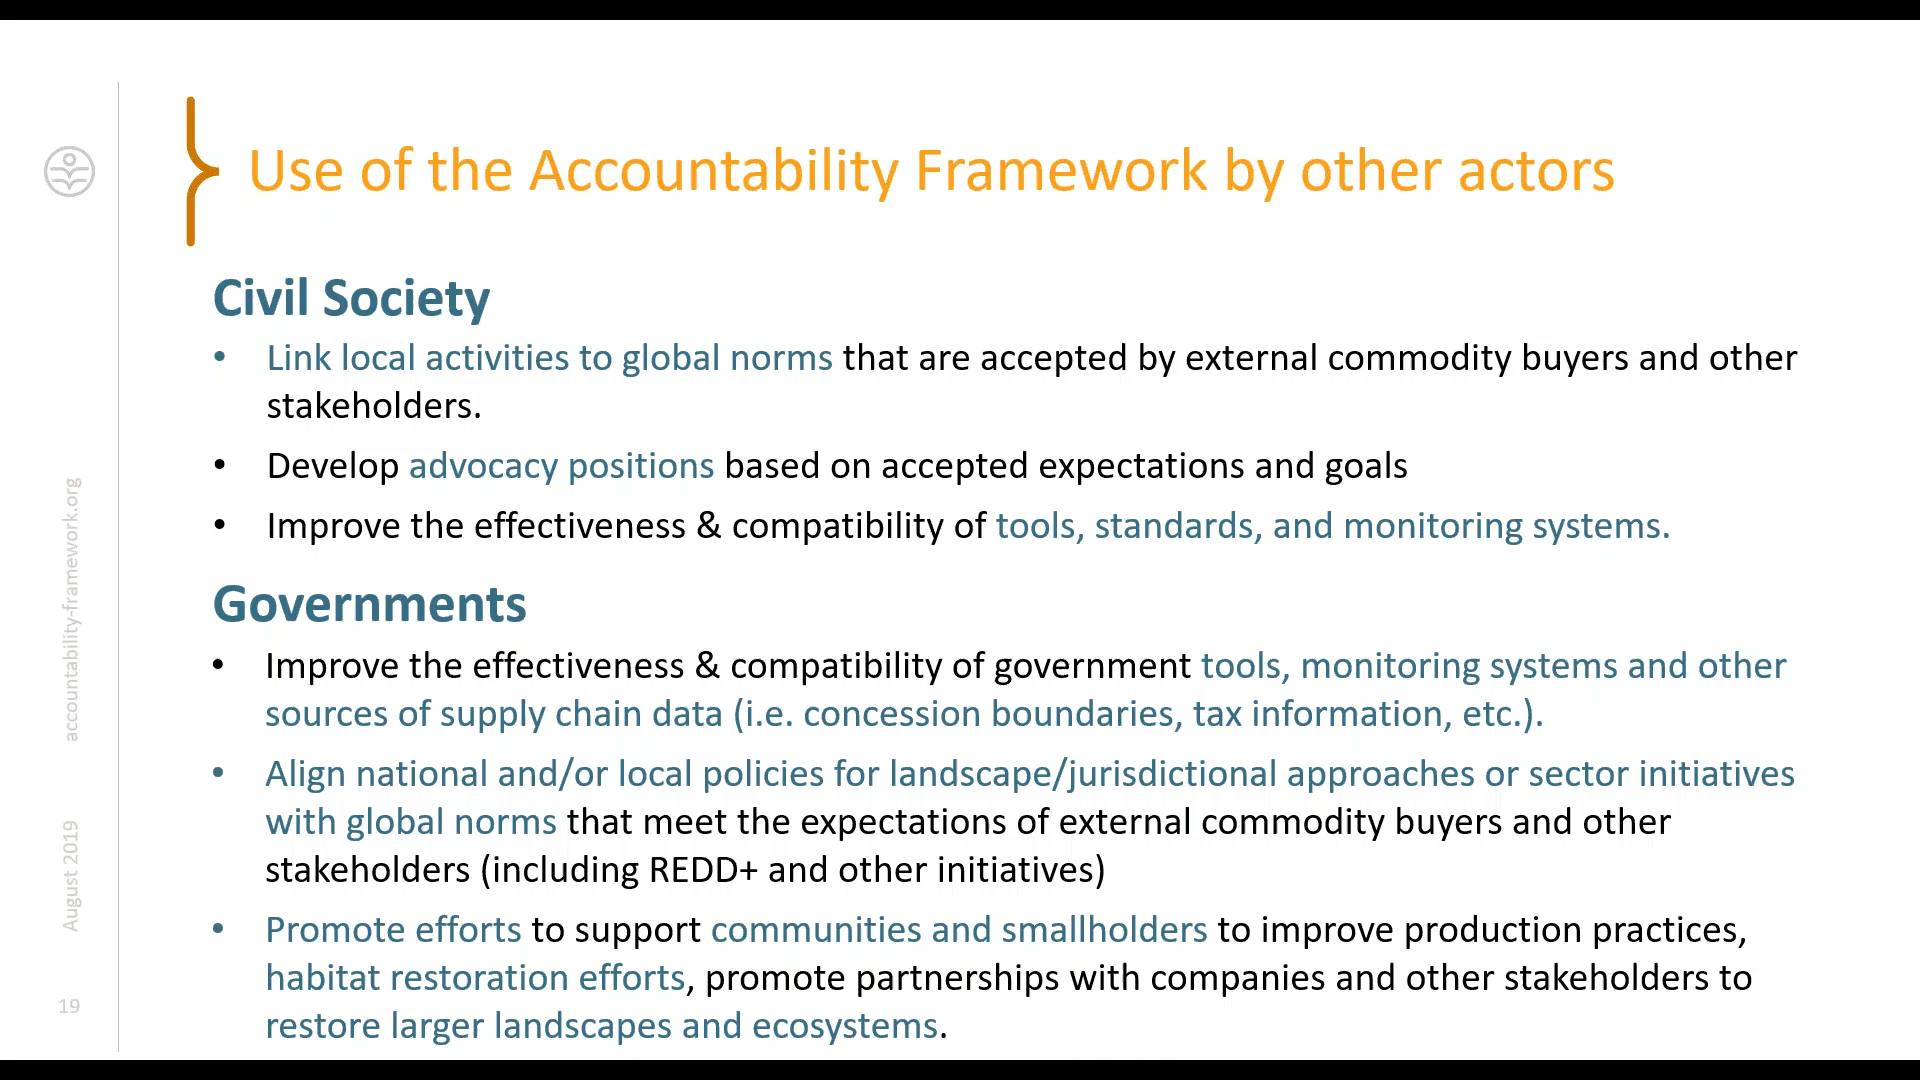 Use of the Accountability Framework by other actors
Civil Society
• Link local activities to global norms that are accepted by external commodity buyers and other
stakeholders.
• Develop advocacy positions based on accepted expectations and goals
• Improve the effectiveness & compatibility of tools, standards, and monitoring systems.
Governments
• Improve the effectiveness & compatibility of government tools, monitoring systems and other
sources of supply chain data (i.e. concession boundaries, tax information, etc.).
• Align national and/or local policies for landscape/jurisdictional approaches or sector initiatives
with global norms that meet the expectations of external commodity buyers and other
stakeholders (including REDD+ and other initiatives)
• Promote efforts to support communities and smallholders to improve production practices,
habitat restoration efforts, promote partnerships with companies and other stakeholders to
restore larger landscapes and ecosystems.
accountability-framework.org
August 2019
19